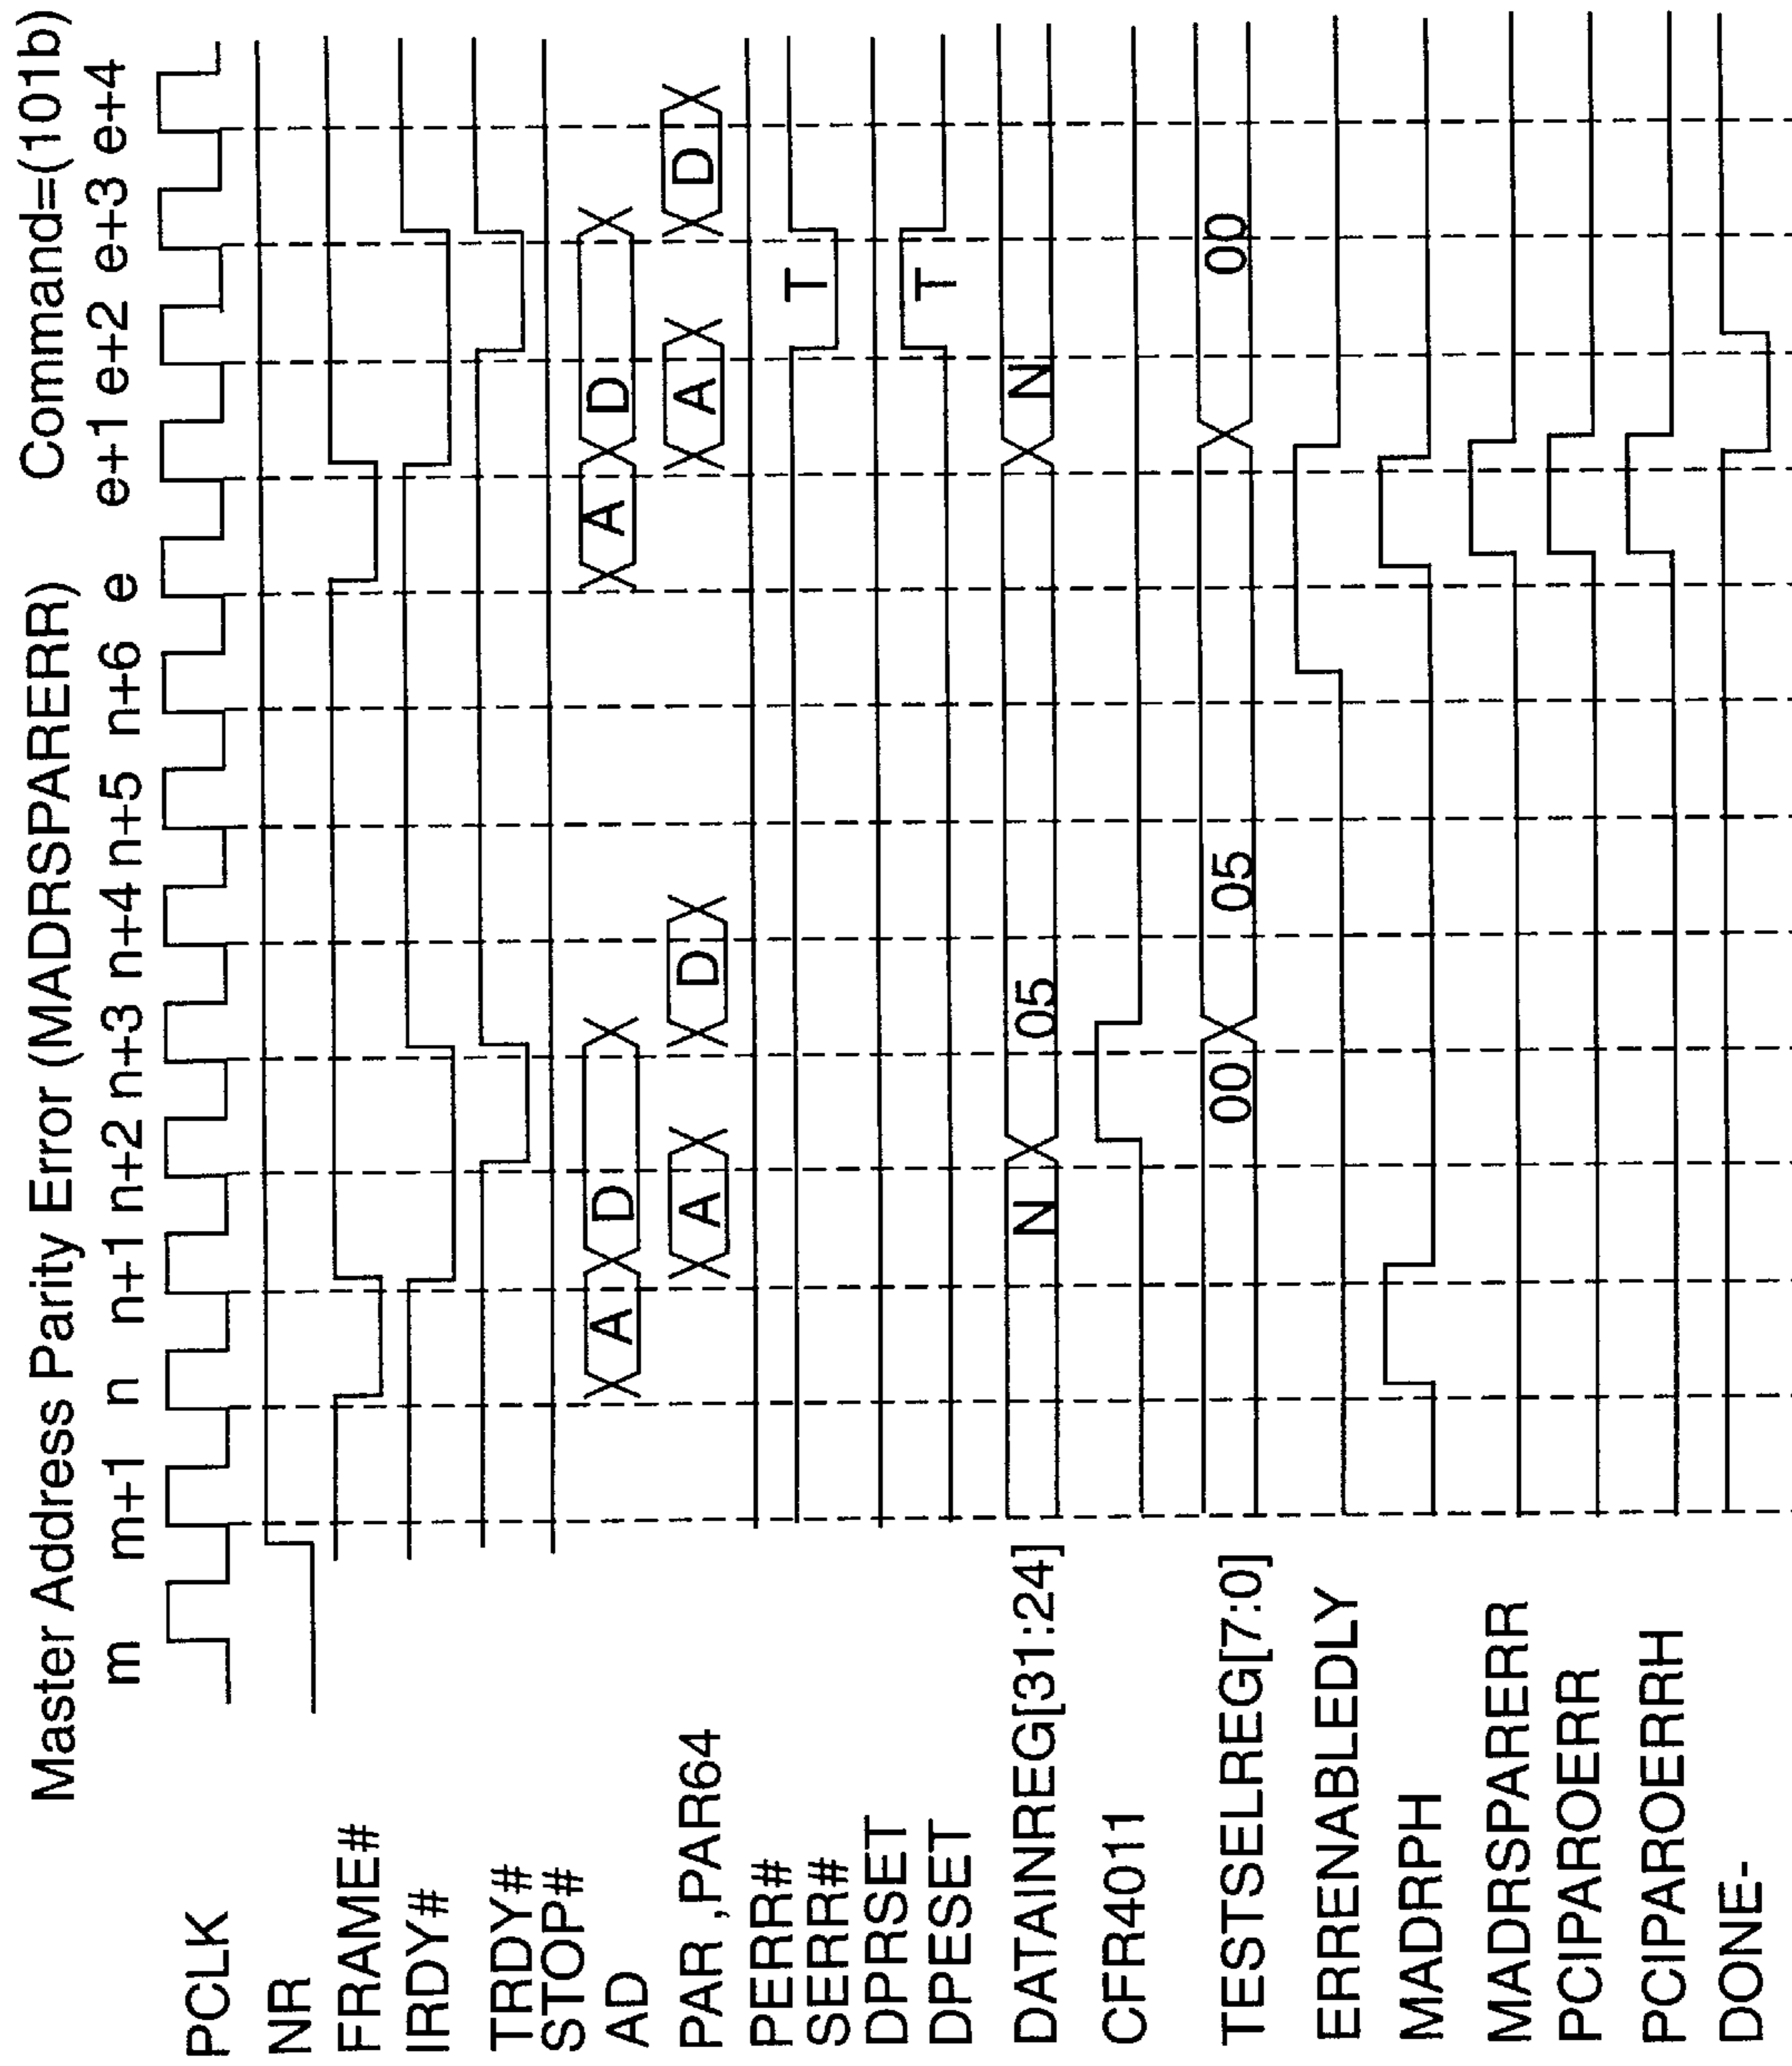 Master Address Parity Error (MADRSPARERR) Command=(101b)
m m+1 n n+1 n+2 n+3 n+4 n+5 n+6 e e+1 e+2 e+3 e+4
PCLK
NR
FRAME#
IRDY#
TRDY#
STOP#
AD A D A D
PAR ,PAR64 A D A D
PERR#
SERR# T
DPRSET
DPESET T
DATAINREG[31:24] N 05 N
CFR4011
TESTSELREG[7:0] 00 05 00
ERRENABLEDLY
MADRPH
MADRSPARERR
PCIPAROERR
PCIPAROERRH
DONE-